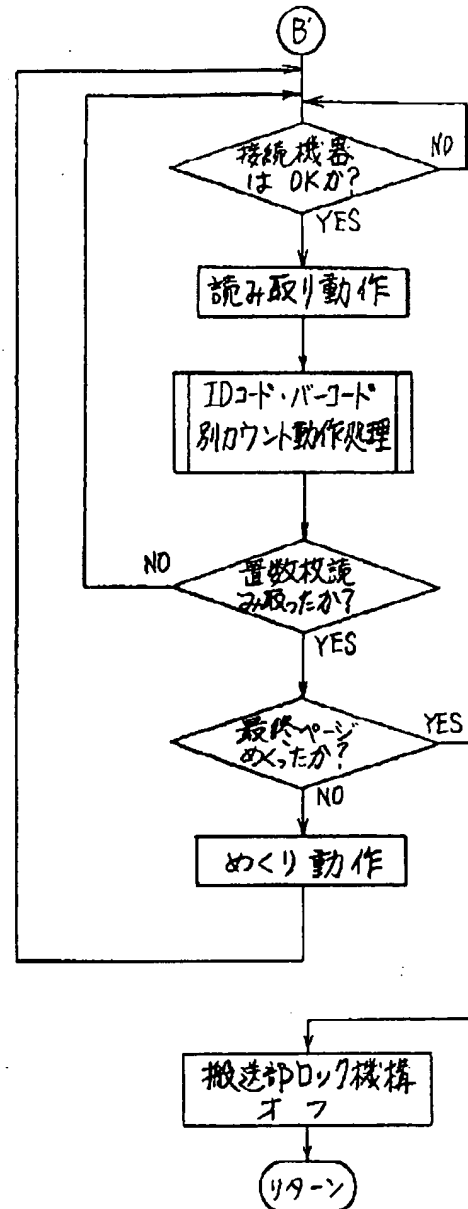 B'
接続機器
は OKか?
NO
YES
読み取り動作
IDコード・バーコード
別カウント動作処理
NO
置数枚読
み取ったか?
YES
最終ページ
めくったか?
YES
NO
めくり動作
搬送部ロック機構
オフ
リターン